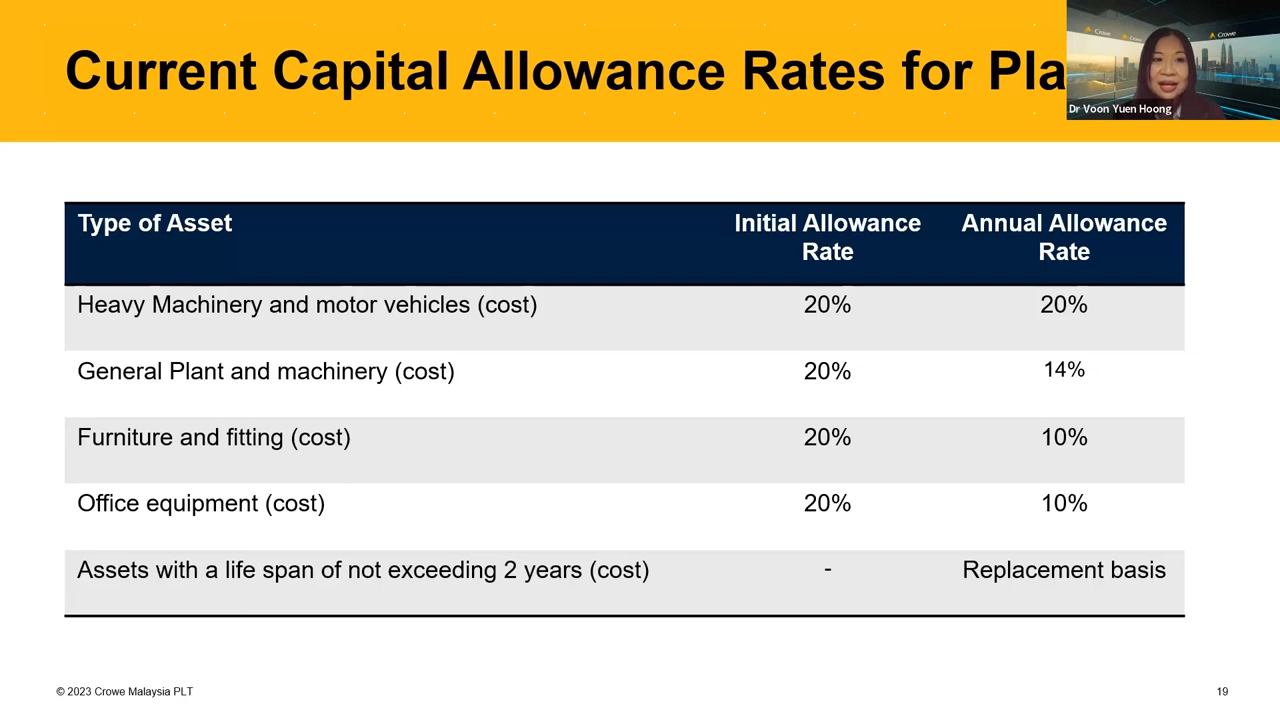 Current Capital Allowance Rates for Pla
Crowe
Crowe
Crowe
Dr Voon Yuen Hoong
Type of Asset Initial Allowance Rate Annual Allowance Rate
Heavy Machinery and motor vehicles (cost) 20% 20%
General Plant and machinery (cost) 20% 14%
Furniture and fitting (cost) 20% 10%
Office equipment (cost) 20% 10%
Assets with a life span of not exceeding 2 years (cost) - Replacement basis
© 2023 Crowe Malaysia PLT 19